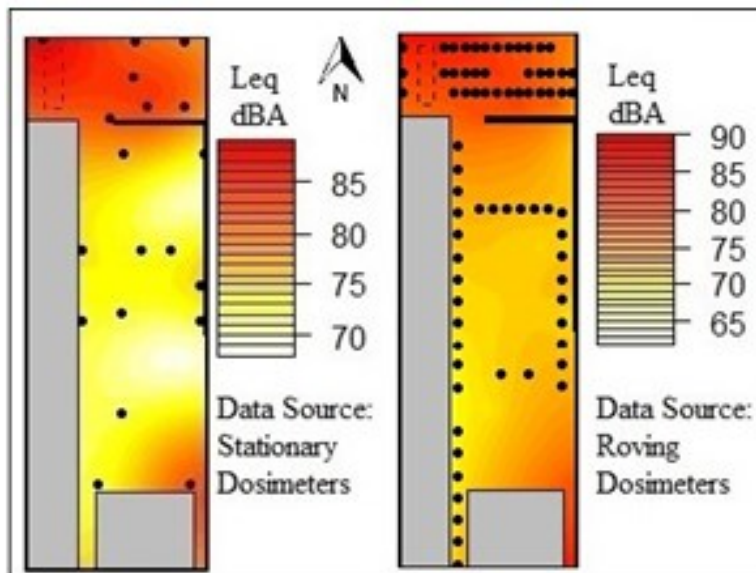 Leq
dBA
85
80
75
70
Data Source:
Stationary
Dosimeters
N
Leq
dBA
90
85
80
75
70
65
Data Source:
Roving
Dosimeters